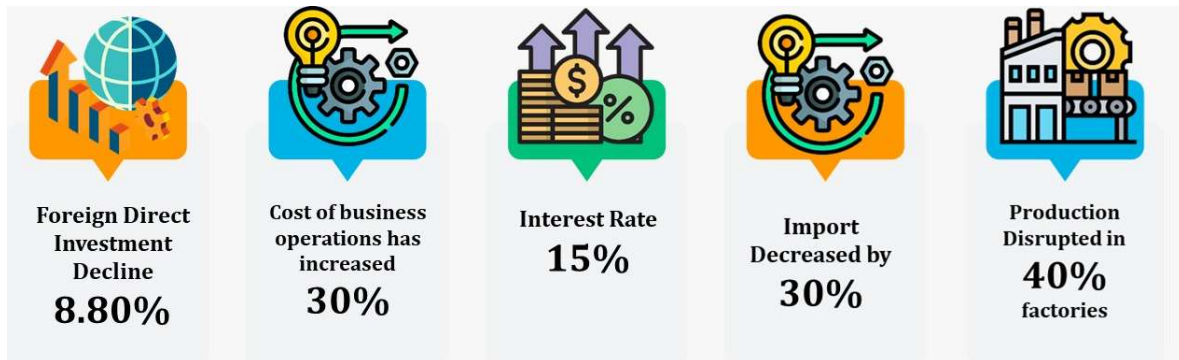 Foreign Direct
Investment
Decline
8.80%
Cost of business
operations has
increased
30%
Interest Rate
15%
Import
Decreased by
30%
Production
Disrupted in
40%
factories